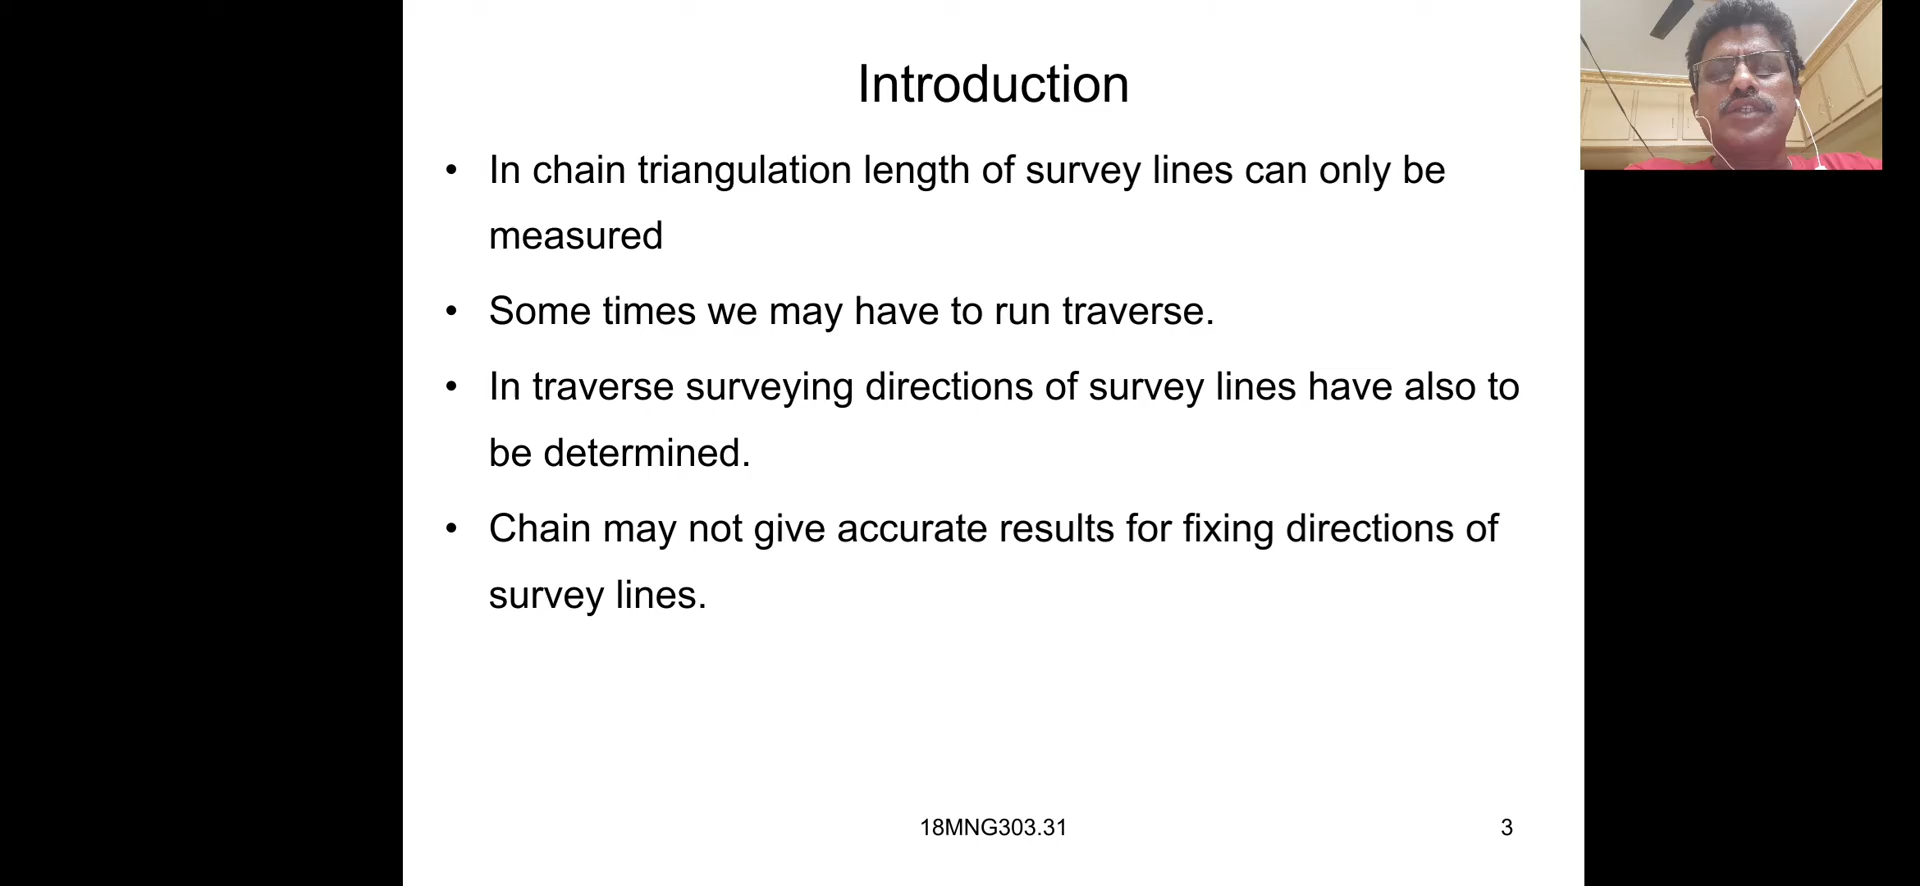 Introduction
• In chain triangulation length of survey lines can only be
measured
• Some times we may have to run traverse.
• In traverse surveying directions of survey lines have also to
be determined.
• Chain may not give accurate results for fixing directions of
survey lines.
18MNG303.31
3